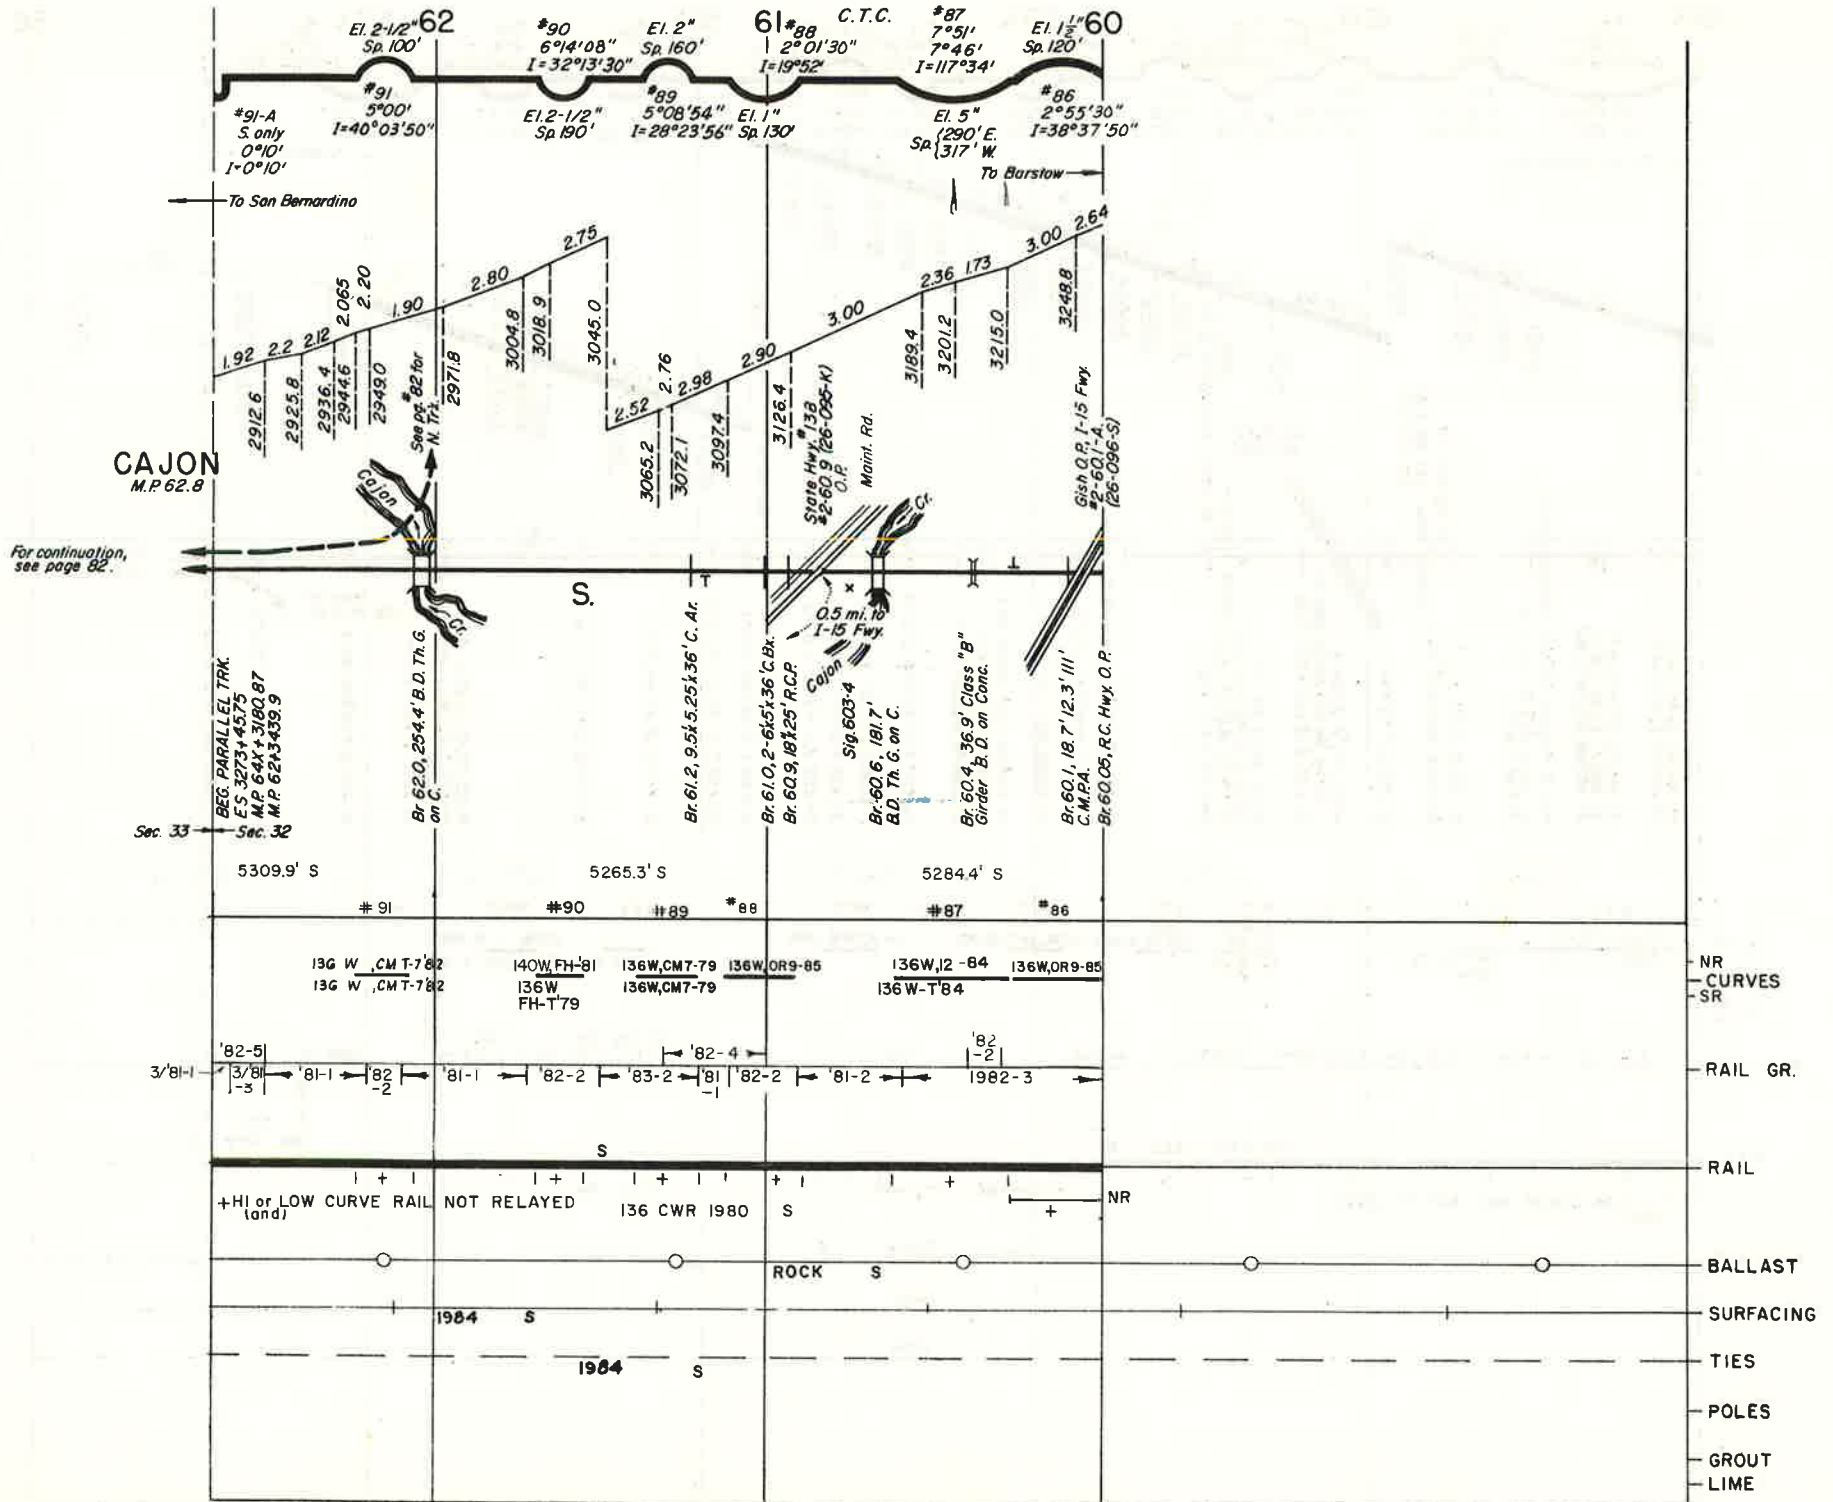 62
61
C.T.C.
60
El. 2-1/2"
Sp. 100'
#90
6°14'08"
I=32°13'30"
El. 2"
Sp. 160'
#88
2°01'30"
I=19°52'
#87
7°51'
7°46'
I=117°34'
El. 1 1/2"
Sp. 120'
#91-A
S. only
0°10'
I=0°10'
#91
5°00'
I=40°03'50"
El. 2-1/2"
Sp. 190'
#89
5°08'54"
I=28°23'56"
El. 1"
Sp. 130'
El. 5"
Sp. {290' E.
{317' W.
#86
2°55'30"
I=38°37'50"
To Barstow
To San Bernardino
1.92
2.2
2.12
2.065
2.20
1.90
2.80
2.75
2.52
2.76
2.98
2.90
3.00
2.36
1.73
3.00
2.64
2912.6
2925.8
2936.4
2944.6
2949.0
2971.8
3004.8
3018.9
3045.0
3065.2
3072.1
3097.4
3126.4
3189.4
3201.2
3215.0
3248.8
See pg. 82 for
N. Trk.
State Hwy. #138
#2-60.9 (26-095-K)
O.P.
Maint. Rd.
Gish O.P., I-15 Fwy.
#2-60.1-A
(26-096-S)
CAJON
M.P. 62.8
Cajon
Cr.
Cr.
For continuation,
see page 82.
S.
T
T
x
0.5 mi. to
I-15 Fwy.
Cajon
BEG. PARALLEL TRK.
ES 3273+45.75
M.P. 64X+3180.87
M.P. 62+3439.9
Br 62.0, 254.4' B.D. Th. G.
on C.
Br. 61.2, 9.5'x5.25'x36' C. Ar.
Br. 61.0, 2-6'x5'x36' C.Bx.
Br. 60.9, 18"x25' R.C.P.
Sig. 603-4
Br. 60.6, 181.7'
B.D. Th. G. on C.
Br. 60.4, 36.9' Class "B"
Girder B.D. on Conc.
Br. 60.1, 18.7' 12.3' 111'
C.M.P.A.
Br. 60.05, R.C. Hwy. O.P.
Sec. 33
Sec. 32
5309.9' S
5265.3' S
5284.4' S
#91
#90
#89
#88
#87
#86
136 W ,CM T-7'82
140W, FH-'81
136W,CM7-79
136W,OR9-85
136W,12-84
136W,OR9-85
NR
CURVES
136 W ,CM T-7'82
136W
FH-T'79
136W,CM7-79
136W-T'84
SR
'82-5
'82-4
'82
-2
3/'81-1
3/'81
-3
'81-1
'82
-2
'81-1
'82-2
'83-2
'81
-1
'82-2
'81-2
1982-3
RAIL GR.
S
RAIL
+ + + + +
+HI or LOW CURVE RAIL NOT RELAYED
(and)
136 CWR 1980 S
NR
+
ROCK S
BALLAST
1984 S
SURFACING
1984 S
TIES
POLES
GROUT
LIME